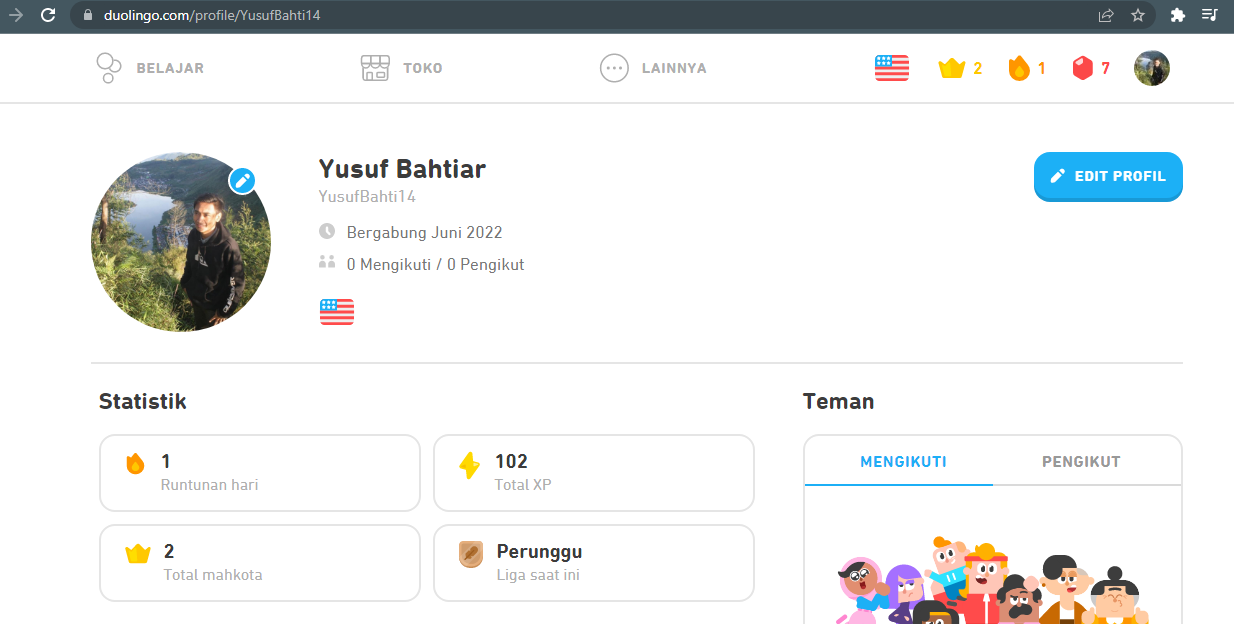 duolingo.com/profile/YusufBahti14
BELAJAR
TOKO
LAINNYA
2
1
7
Yusuf Bahtiar
YusufBahti14
Bergabung Juni 2022
0 Mengikuti / 0 Pengikut
EDIT PROFIL
Statistik
1
Runtunan hari
102
Total XP
2
Total mahkota
Perunggu
Liga saat ini
Teman
MENGIKUTI
PENGIKUT